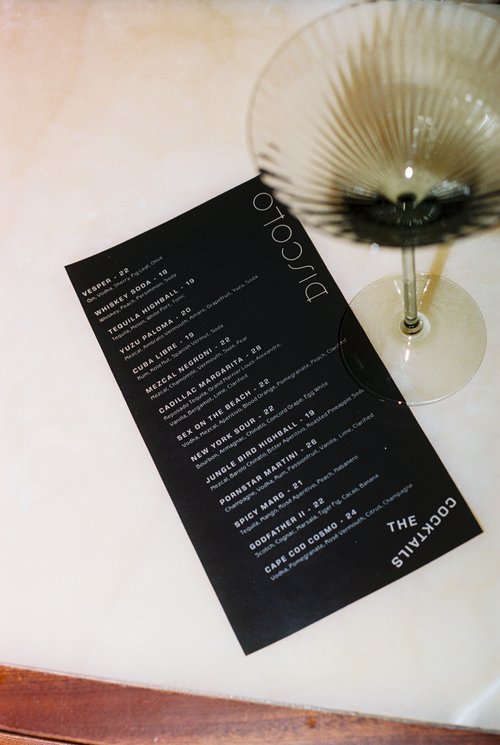 DISCOLO
VESPER - 22
Gin, Vodka, Sherry, Fig Leaf, Olive
WHISKEY SODA - 19
Whiskey, Peach, Persimmon, Soda
TEQUILA HIGHBALL - 19
Tequila, Melon, White Port, Tonic
YUZU PALOMA - 20
Mezcal, Ambrato Vermouth, Amaro, Grapefruit, Yuzu, Soda
CUBA LIBRE - 19
Rum, Kola Nut, Spanish Vermut, Soda
MEZCAL NEGRONI - 22
Mezcal, Chamomile, Vermouth, Suze, Pear
CADILLAC MARGARITA - 28
Reposado Tequila, Grand Marnier Louis-Alexandre,
Vanilla, Bergamot, Lime, Clarified
SEX ON THE BEACH - 22
Vodka, Mezcal, Aperitivo, Blood Orange, Pomegranate, Peach, Clarified
NEW YORK SOUR - 22
Bourbon, Armagnac, Chinato, Concord Grape, Egg White
JUNGLE BIRD HIGHBALL - 19
Mezcal, Barolo Chinato, Bitter Aperitivo, Roasted Pineapple Soda
PORNSTAR MARTINI - 26
Champagne, Vodka, Rum, Passionfruit, Vanilla, Lime, Clarified
SPICY MARG - 21
Tequila, Mango, Rosé Aperitivo, Peach, Habanero
GODFATHER II - 22
Scotch, Cognac, Marsala, Tiger Fig, Cacao, Banana
CAPE COD COSMO - 24
Vodka, Pomegranate, Rosé Vermouth, Citrus, Champagne
THE
COCKTAILS